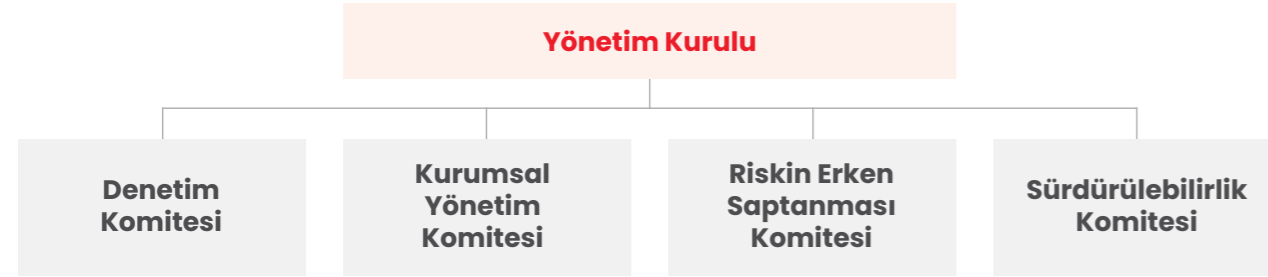 Yönetim Kurulu
Denetim
Komitesi
Kurumsal
Yönetim
Komitesi
Riskin Erken
Saptanması
Komitesi
Sürdürülebilirlik
Komitesi